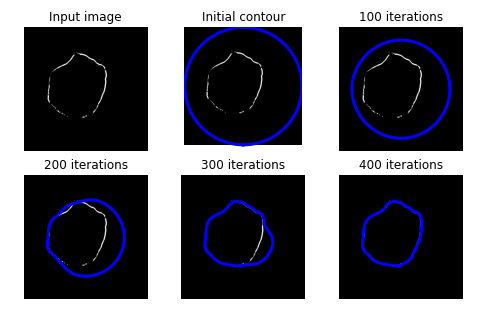 Input image
Initial contour
100 iterations
200 iterations
300 iterations
400 iterations